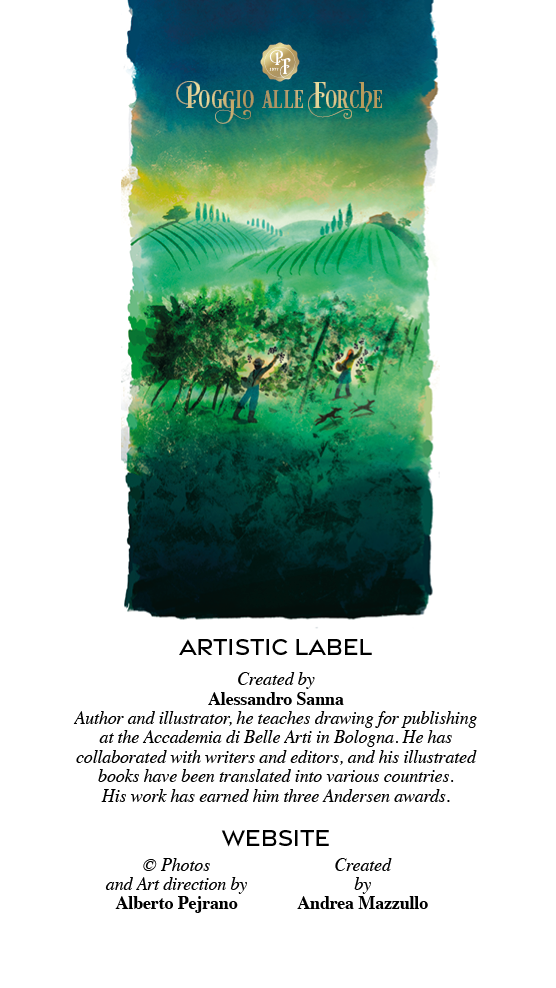 PF
POGGIO ALLE FORCHE
ARTISTIC LABEL
Created by
Alessandro Sanna
Author and illustrator, he teaches drawing for publishing
at the Accademia di Belle Arti in Bologna. He has
collaborated with writers and editors, and his illustrated
books have been translated into various countries.
His work has earned him three Andersen awards.
WEBSITE
© Photos
and Art direction by
Alberto Pejrano
Created
by
Andrea Mazzullo